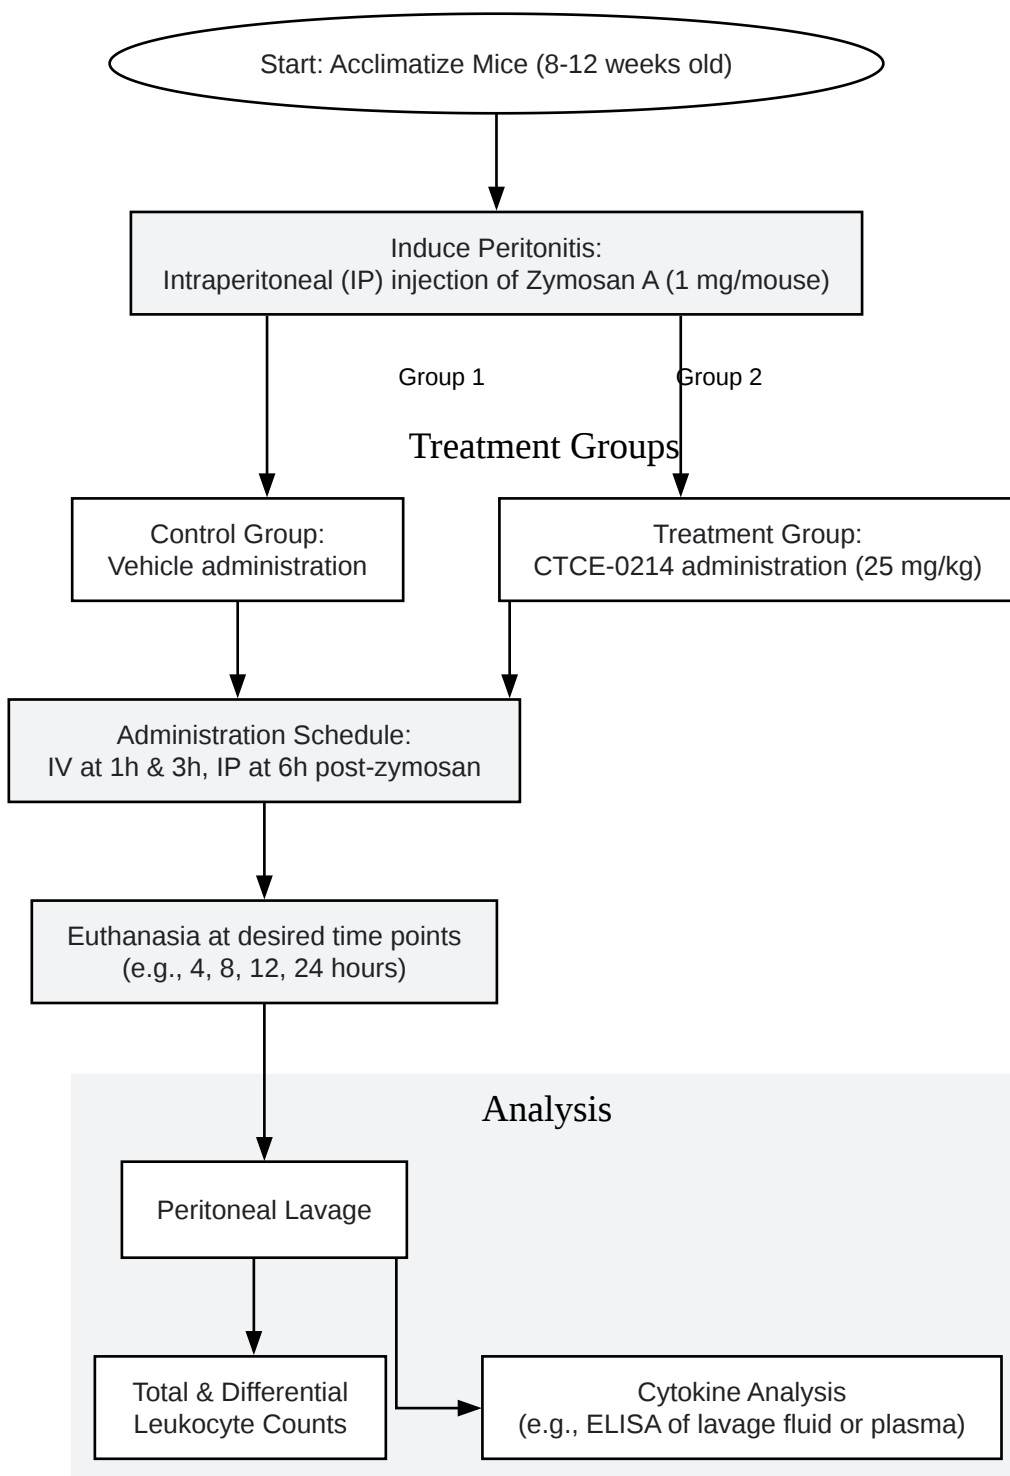 Start: Acclimatize Mice (8-12 weeks old)
Induce Peritonitis:
Intraperitoneal (IP) injection of Zymosan A (1 mg/mouse)
Group 1
Group 2
Treatment Groups
Control Group:
Vehicle administration
Treatment Group:
CTCE-0214 administration (25 mg/kg)
Administration Schedule:
IV at 1h & 3h, IP at 6h post-zymosan
Euthanasia at desired time points
(e.g., 4, 8, 12, 24 hours)
Analysis
Peritoneal Lavage
Total & Differential
Leukocyte Counts
Cytokine Analysis
(e.g., ELISA of lavage fluid or plasma)